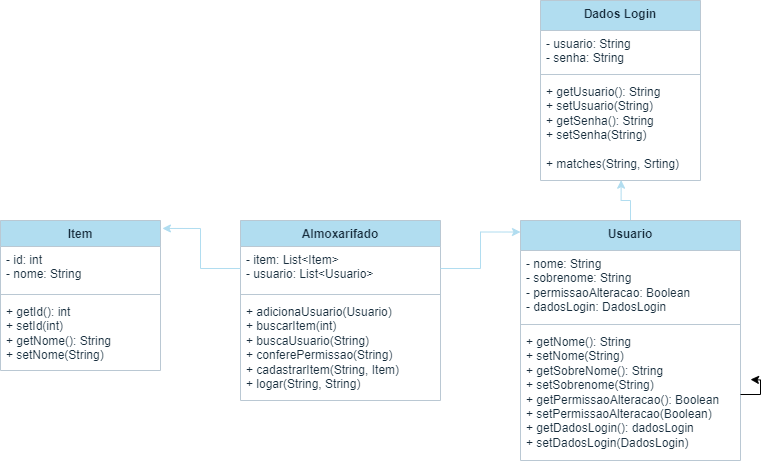 Dados Login
- usuario: String
- senha: String
+ getUsuario(): String
+ setUsuario(String)
+ getSenha(): String
+ setSenha(String)
+ matches(String, Srting)
Item
- id: int
- nome: String
+ getId(): int
+ setId(int)
+ getNome(): String
+ setNome(String)
Almoxarifado
- item: List<Item>
- usuario: List<Usuario>
+ adicionaUsuario(Usuario)
+ buscarItem(int)
+ buscaUsuario(String)
+ conferePermissao(String)
+ cadastrarItem(String, Item)
+ logar(String, String)
Usuario
- nome: String
- sobrenome: String
- permissaoAlteracao: Boolean
- dadosLogin: DadosLogin
+ getNome(): String
+ setNome(String)
+ getSobreNome(): String
+ setSobrenome(String)
+ getPermissaoAlteracao(): Boolean
+ setPermissaoAlteracao(Boolean)
+ getDadosLogin(): dadosLogin
+ setDadosLogin(DadosLogin)